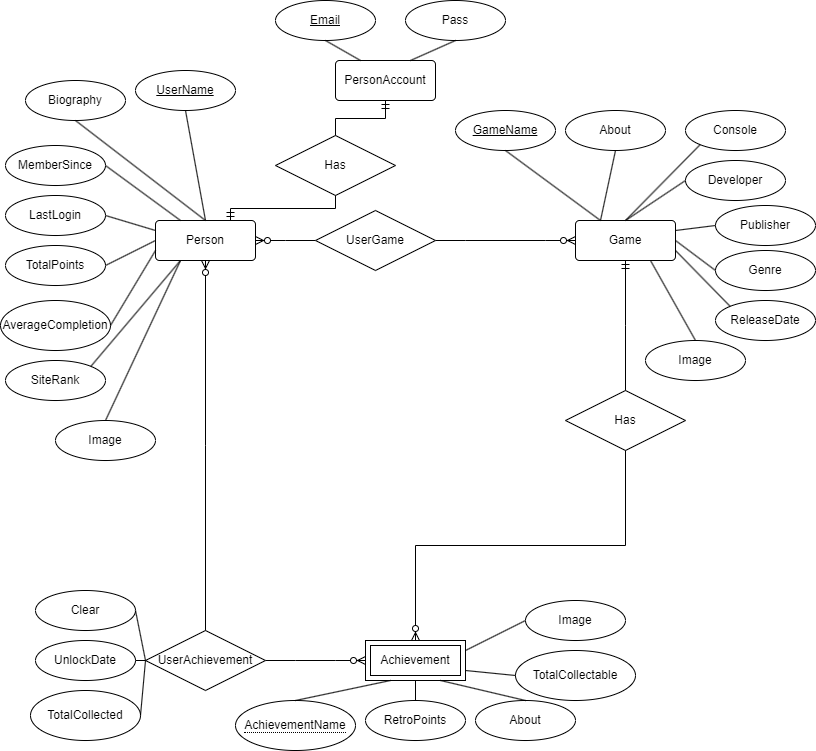 Email
Pass
PersonAccount
Biography
UserName
MemberSince
Has
GameName
About
Console
Developer
LastLogin
Person
UserGame
Game
Publisher
TotalPoints
Genre
AverageCompletion
ReleaseDate
SiteRank
Image
Image
Has
Clear
UnlockDate
UserAchievement
TotalCollected
Achievement
Image
TotalCollectable
AchievementName
RetroPoints
About